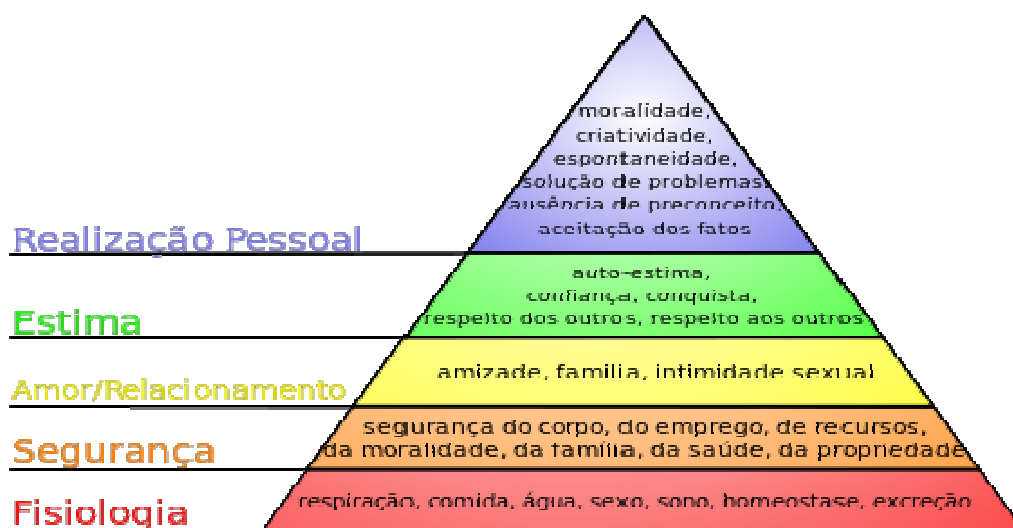 moralidade,
criatividade,
espontaneidade,
solução de problemas,
ausência de preconceito,
aceitação dos fatos
Realização Pessoal
auto-estima,
confiança, conquista,
respeito dos outros, respeito aos outros
Estima
amizade, família, intimidade sexual
Amor/Relacionamento
segurança do corpo, do emprego, de recursos,
da moralidade, da família, da saúde, da propriedade
Segurança
respiração, comida, água, sexo, sono, homeostase, excreção
Fisiologia